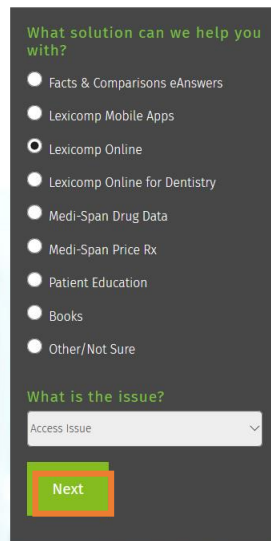 What solution can we help you
with?
Facts & Comparisons eAnswers
Lexicomp Mobile Apps
Lexicomp Online
Lexicomp Online for Dentistry
Medi-Span Drug Data
Medi-Span Price Rx
Patient Education
Books
Other/Not Sure
What is the issue?
Access Issue
Next